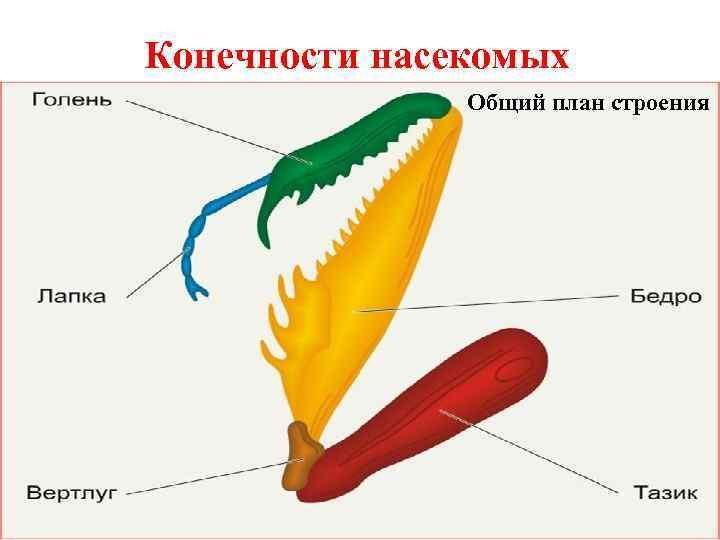 Конечности насекомых
Общий план строения
Голень
Лапка
Бедро
Вертлуг
Тазик